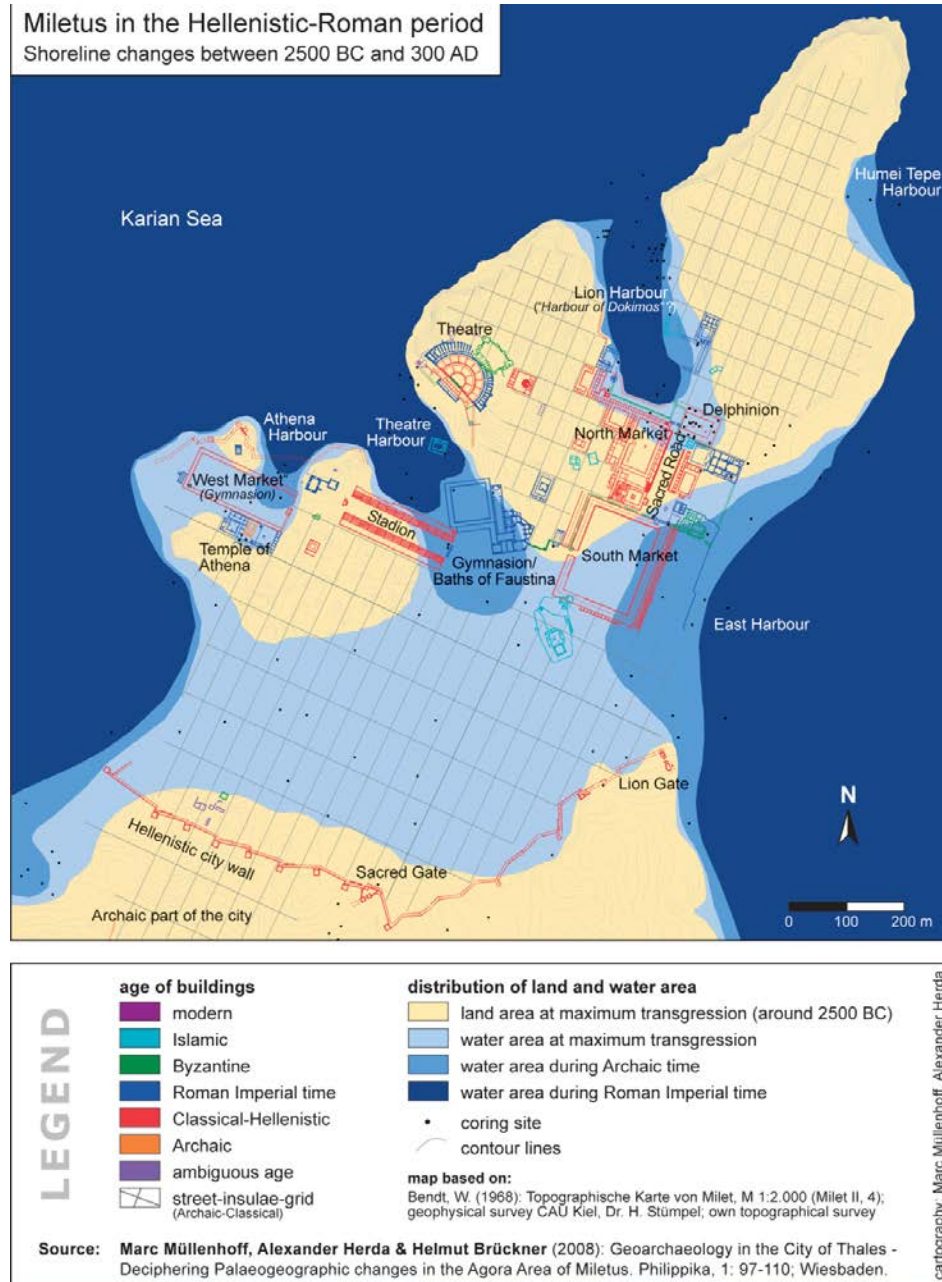 Miletus in the Hellenistic-Roman period
Shoreline changes between 2500 BC and 300 AD
Humei Tepe
Harbour
Karian Sea
Lion Harbour
("Harbour of Dokimos"?)
Theatre
Delphinion
Athena
Harbour
Theatre
Harbour
North Market
Sacred Road
West Market
(Gymnasion)
Stadion
Temple of
Athena
Gymnasion/
Baths of Faustina
South Market
East Harbour
Lion Gate
N
Hellenistic city wall
Sacred Gate
Archaic part of the city
0 100 200 m
LEGEND
age of buildings
modern
Islamic
Byzantine
Roman Imperial time
Classical-Hellenistic
Archaic
ambiguous age
street-insulae-grid
(Archaic-Classical)
distribution of land and water area
land area at maximum transgression (around 2500 BC)
water area at maximum transgression
water area during Archaic time
water area during Roman Imperial time
coring site
contour lines
map based on:
Bendt, W. (1968): Topographische Karte von Milet, M 1:2.000 (Milet II, 4);
geophysical survey CAU Kiel, Dr. H. Stümpel; own topographical survey
Source: Marc Müllenhoff, Alexander Herda & Helmut Brückner (2008): Geoarchaeology in the City of Thales -
Deciphering Palaeogeographic changes in the Agora Area of Miletus. Philippika, 1: 97-110; Wiesbaden.
cartography: Marc Müllenhoff, Alexander Herda